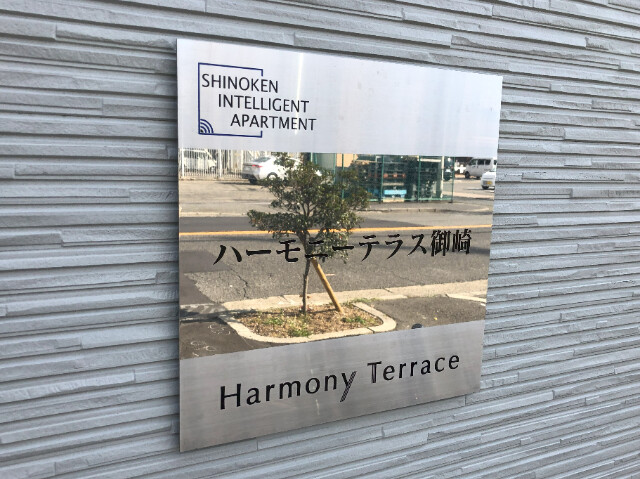 SHINOKEN
INTELLIGENT
APARTMENT
ハーモニーテラス御崎
Harmony Terrace